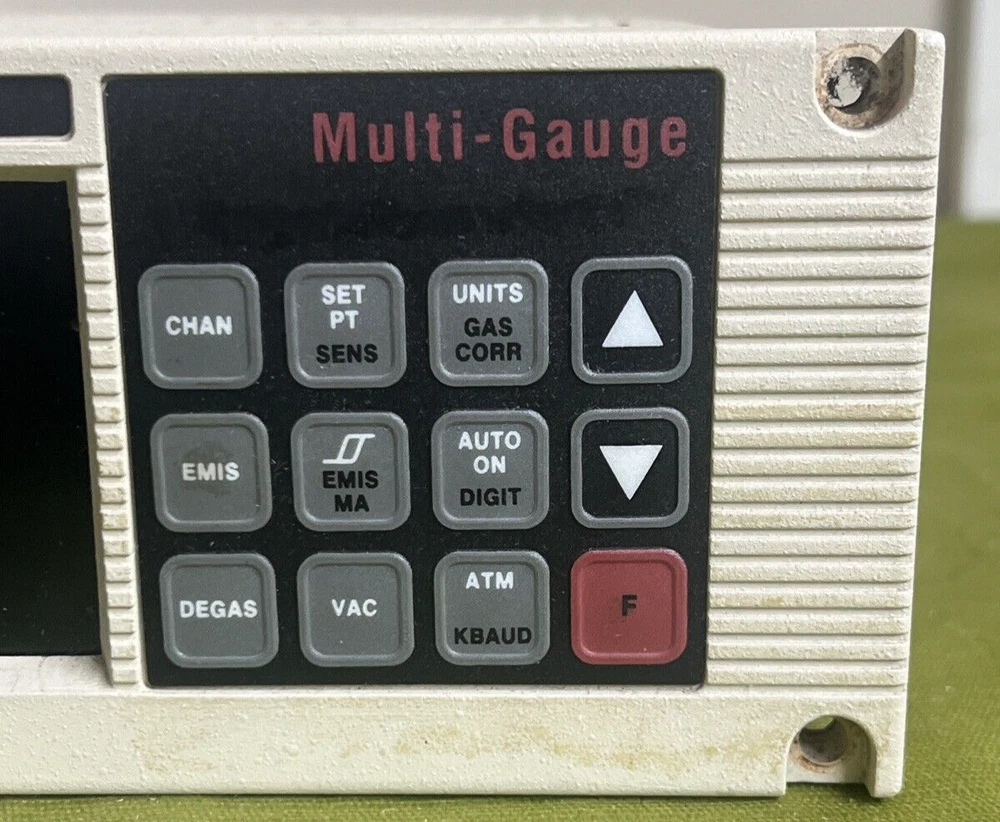 Multi-Gauge
CHAN
SET
PT
SENS
UNITS
GAS
CORR
EMIS
EMIS
MA
AUTO
ON
DIGIT
DEGAS
VAC
ATM
KBAUD
F